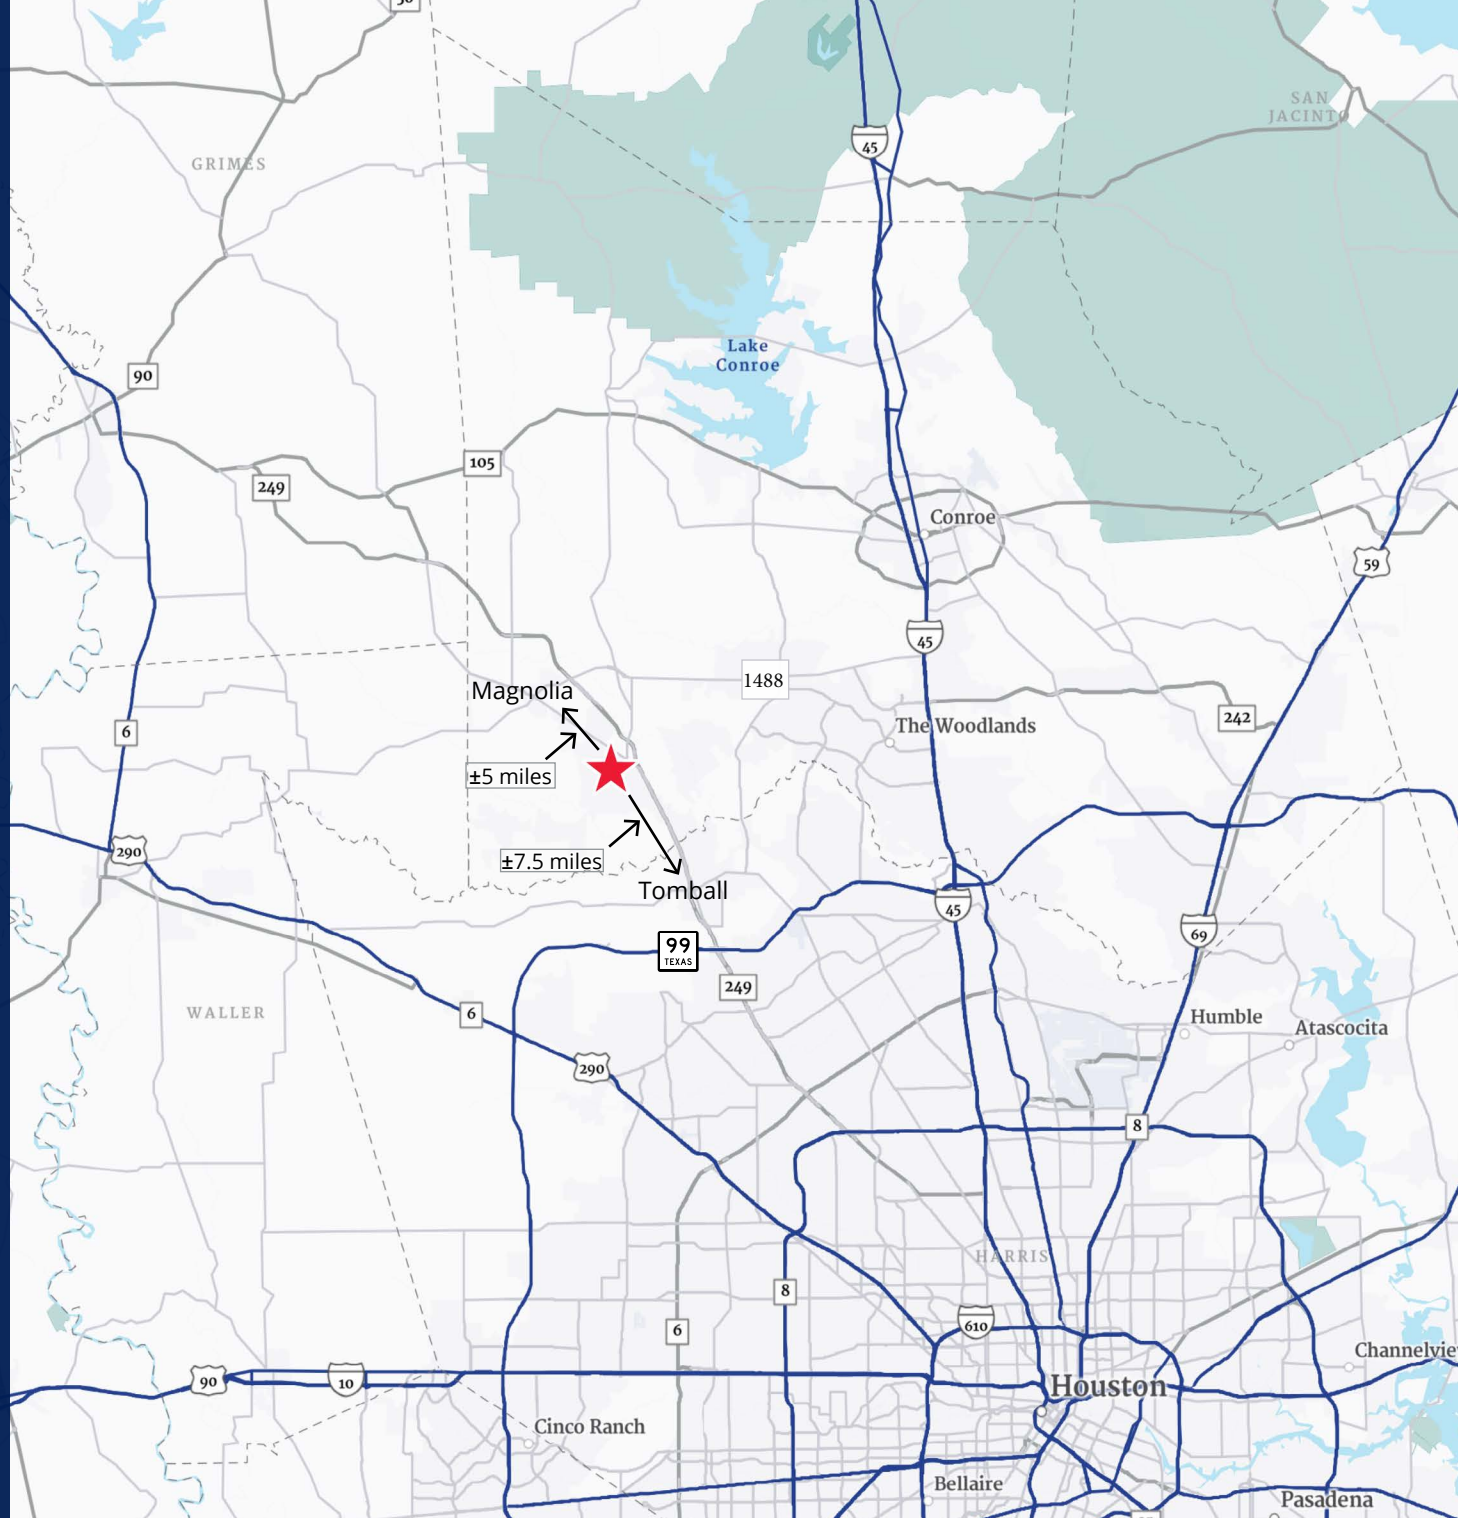 45
SAN
JACINTO
GRIMES
Lake
Conroe
90
105
249
Conroe
59
45
1488
Magnolia
242
The Woodlands
6
±5 miles
290
±7.5 miles
Tomball
45
69
99
TEXAS
249
WALLER
6
Humble
Atascocita
290
8
HARRIS
8
610
6
Channelvie
90
10
Houston
Cinco Ranch
Bellaire
Pasadena